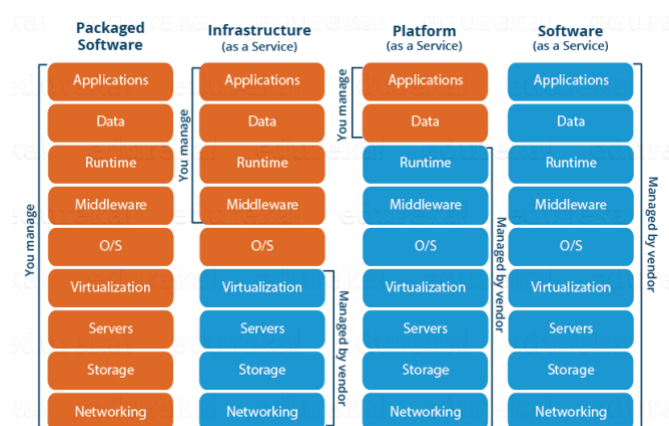 Packaged
Software
Infrastructure
(as a Service)
Platform
(as a Service)
Software
(as a Service)
You manage
Applications
Data
Runtime
Middleware
O/S
Virtualization
Servers
Storage
Networking
You manage
Applications
Data
Runtime
Middleware
O/S
Virtualization
Servers
Storage
Networking
Managed by vendor
You manage
Applications
Data
Runtime
Middleware
O/S
Virtualization
Servers
Storage
Networking
Managed by vendor
Applications
Data
Runtime
Middleware
O/S
Virtualization
Servers
Storage
Networking
Managed by vendor